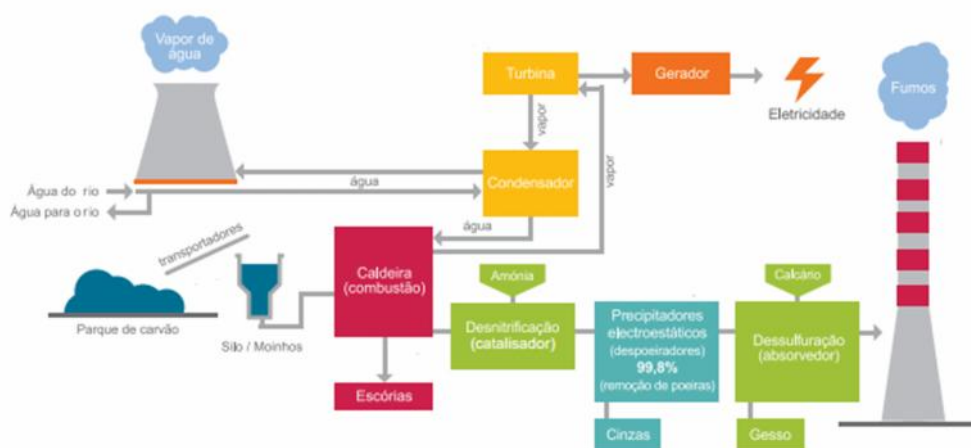 Vapor de
água
Turbina
Gerador
Eletricidade
Fumos
vapor
vapor
água
Condensador
Água do rio
Água para o rio
água
transportadores
Parque de carvão
Silo / Moinhos
Caldeira
(combustão)
Escórias
Amónia
Desnitrificação
(catalisador)
Precipitadores
electroestáticos
(despoeiradores)
99,8%
(remoção de poeiras)
Cinzas
Calcário
Dessulfuração
(absorvedor)
Gesso